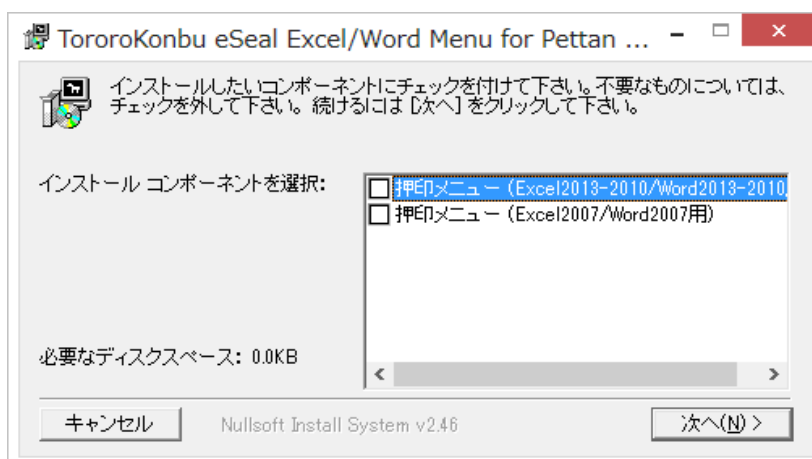 TororoKonbu eSeal Excel/Word Menu for Pettan ...
インストールしたいコンポーネントにチェックを付けて下さい。不要なものについては、
チェックを外して下さい。続けるには [次へ] をクリックして下さい。
インストール コンポーネントを選択:
押印メニュー (Excel2013-2010/Word2013-2010
押印メニュー (Excel2007/Word2007用)
必要なディスクスペース: 0.0KB
キャンセル
Nullsoft Install System v2.46
次へ(N) >